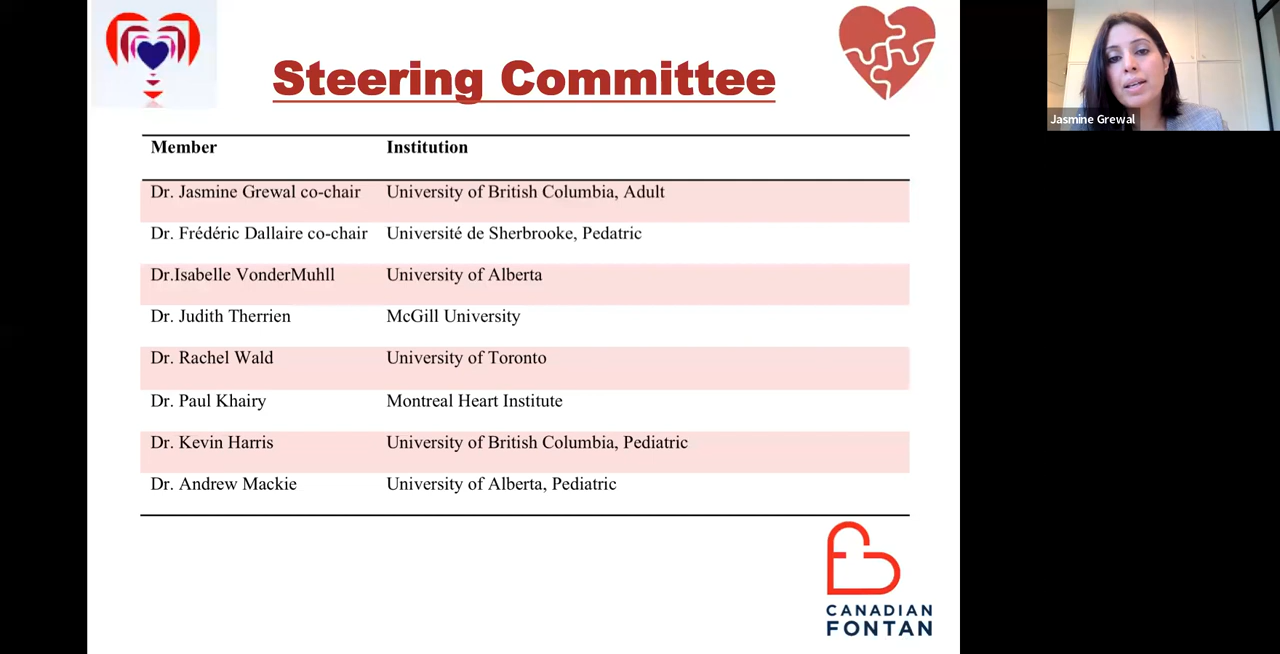 Steering Committee
Jasmine Grewal
Member Institution
Dr. Jasmine Grewal co-chair University of British Columbia, Adult
Dr. Frédéric Dallaire co-chair Université de Sherbrooke, Pedatric
Dr.Isabelle VonderMuhll University of Alberta
Dr. Judith Therrien McGill University
Dr. Rachel Wald University of Toronto
Dr. Paul Khairy Montreal Heart Institute
Dr. Kevin Harris University of British Columbia, Pediatric
Dr. Andrew Mackie University of Alberta, Pediatric
CANADIAN
FONTAN